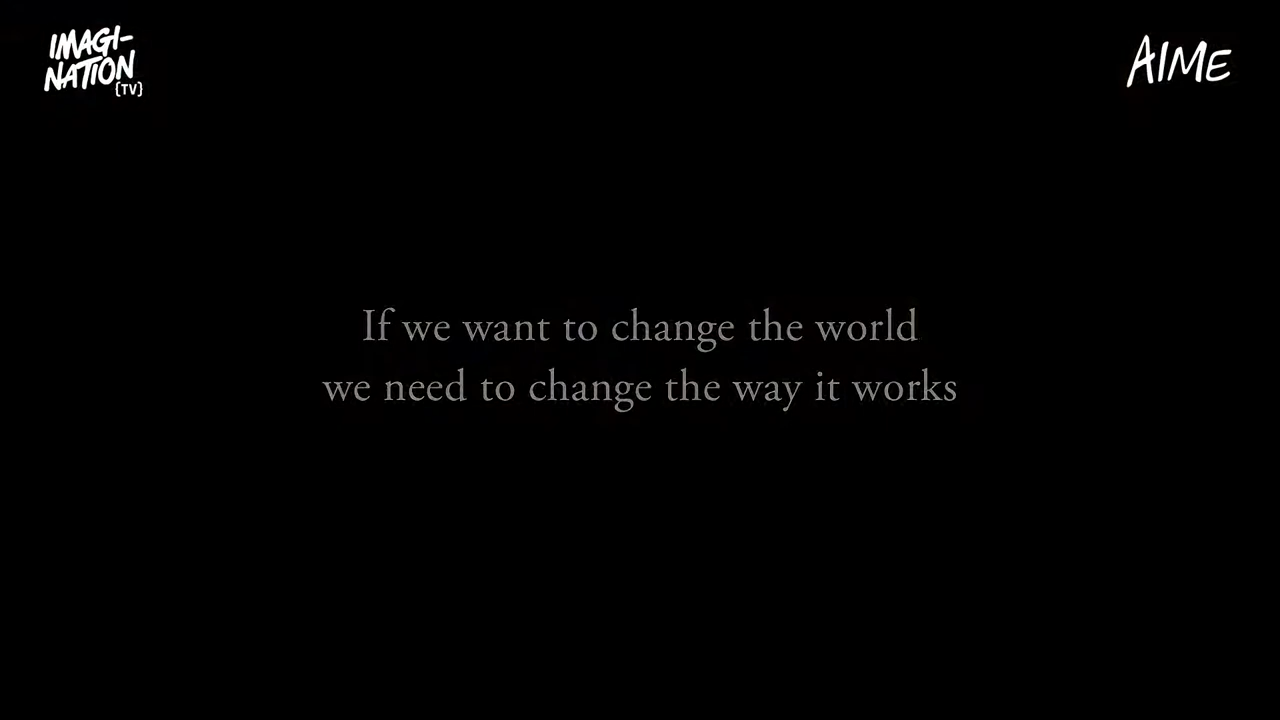 IMAGI-
NATION
{TV}
AIME
If we want to change the world
we need to change the way it works